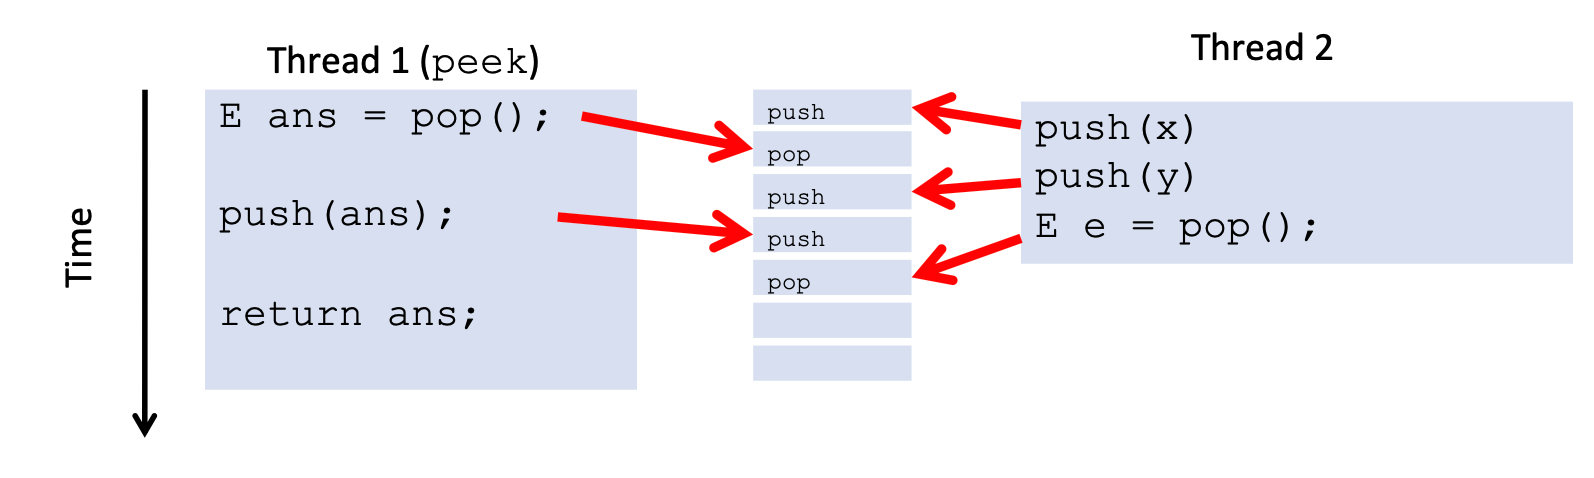 Thread 1 (peek)
Thread 2
Time
E ans = pop();
push(ans);
return ans;
push
pop
push
push
pop
push(x)
push(y)
E e = pop();